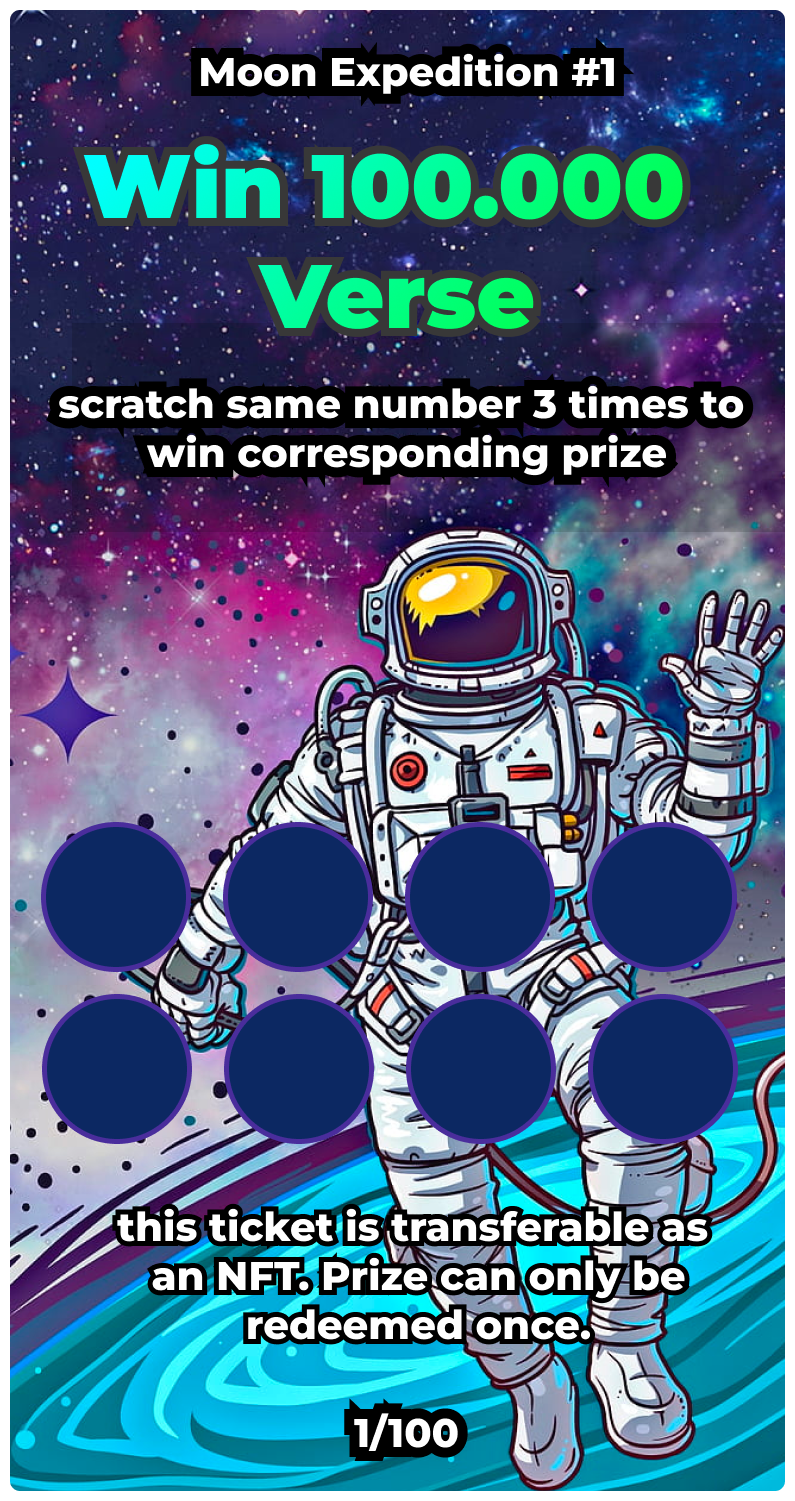 Moon Expedition #1
Win 100.000
Verse
scratch same number 3 times to
win corresponding prize
this ticket is transferable as
an NFT. Prize can only be
redeemed once.
1/100